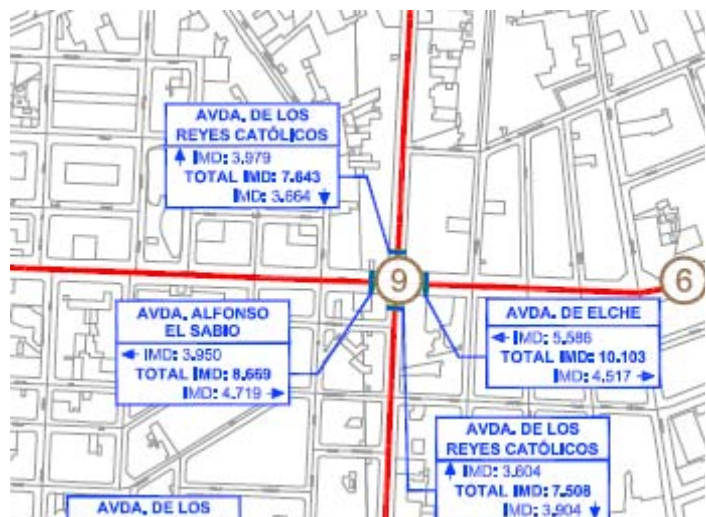 AVDA. DE LOS
REYES CATÓLICOS
IMD: 3.979
TOTAL IMD: 7.643
IMD: 3.664
9
6
AVDA. ALFONSO
EL SABIO
IMD: 3.950
TOTAL IMD: 8.669
IMD: 4.719
AVDA. DE ELCHE
IMD: 5.586
TOTAL IMD: 10.103
IMD: 4.517
AVDA. DE LOS
REYES CATÓLICOS
IMD: 3.604
TOTAL IMD: 7.508
IMD: 3.904
AVDA. DE LOS